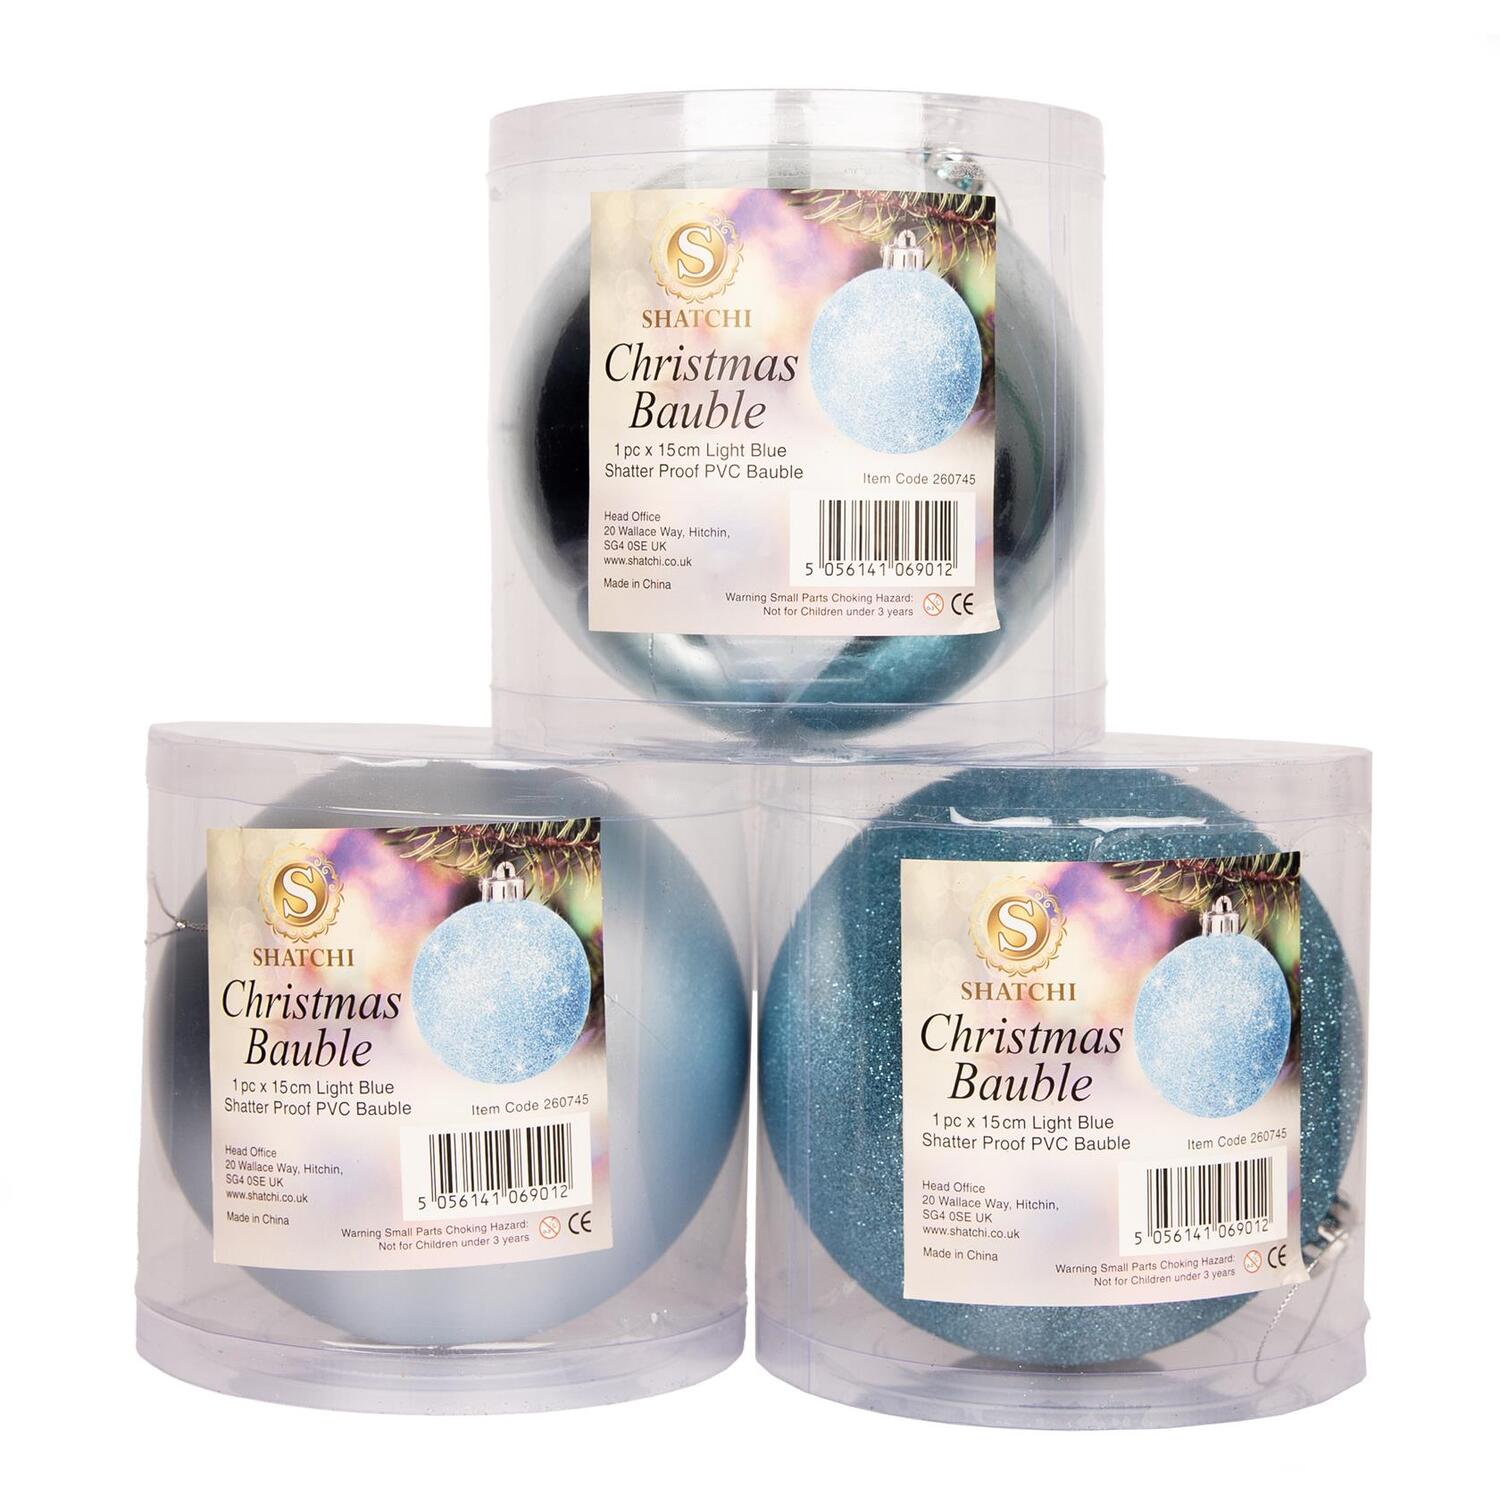 S
SHATCHI
Christmas
Bauble
1 pc x 15cm Light Blue
Shatter Proof PVC Bauble
Item Code 260745
Head Office
20 Wallace Way, Hitchin,
SG4 0SE UK
www.shatchi.co.uk
Made in China
5 056141 069012
Warning Small Parts Choking Hazard:
Not for Children under 3 years
CE
S
SHATCHI
Christmas
Bauble
1 pc x 15cm Light Blue
Shatter Proof PVC Bauble
Item Code 260745
Head Office
20 Wallace Way, Hitchin,
SG4 0SE UK
www.shatchi.co.uk
Made in China
5 056141 069012
Warning Small Parts Choking Hazard:
Not for Children under 3 years
CE
S
SHATCHI
Christmas
Bauble
1 pc x 15cm Light Blue
Shatter Proof PVC Bauble
Item Code 260745
Head Office
20 Wallace Way, Hitchin,
SG4 0SE UK
www.shatchi.co.uk
Made in China
5 056141 069012
Warning Small Parts Choking Hazard:
Not for Children under 3 years
CE